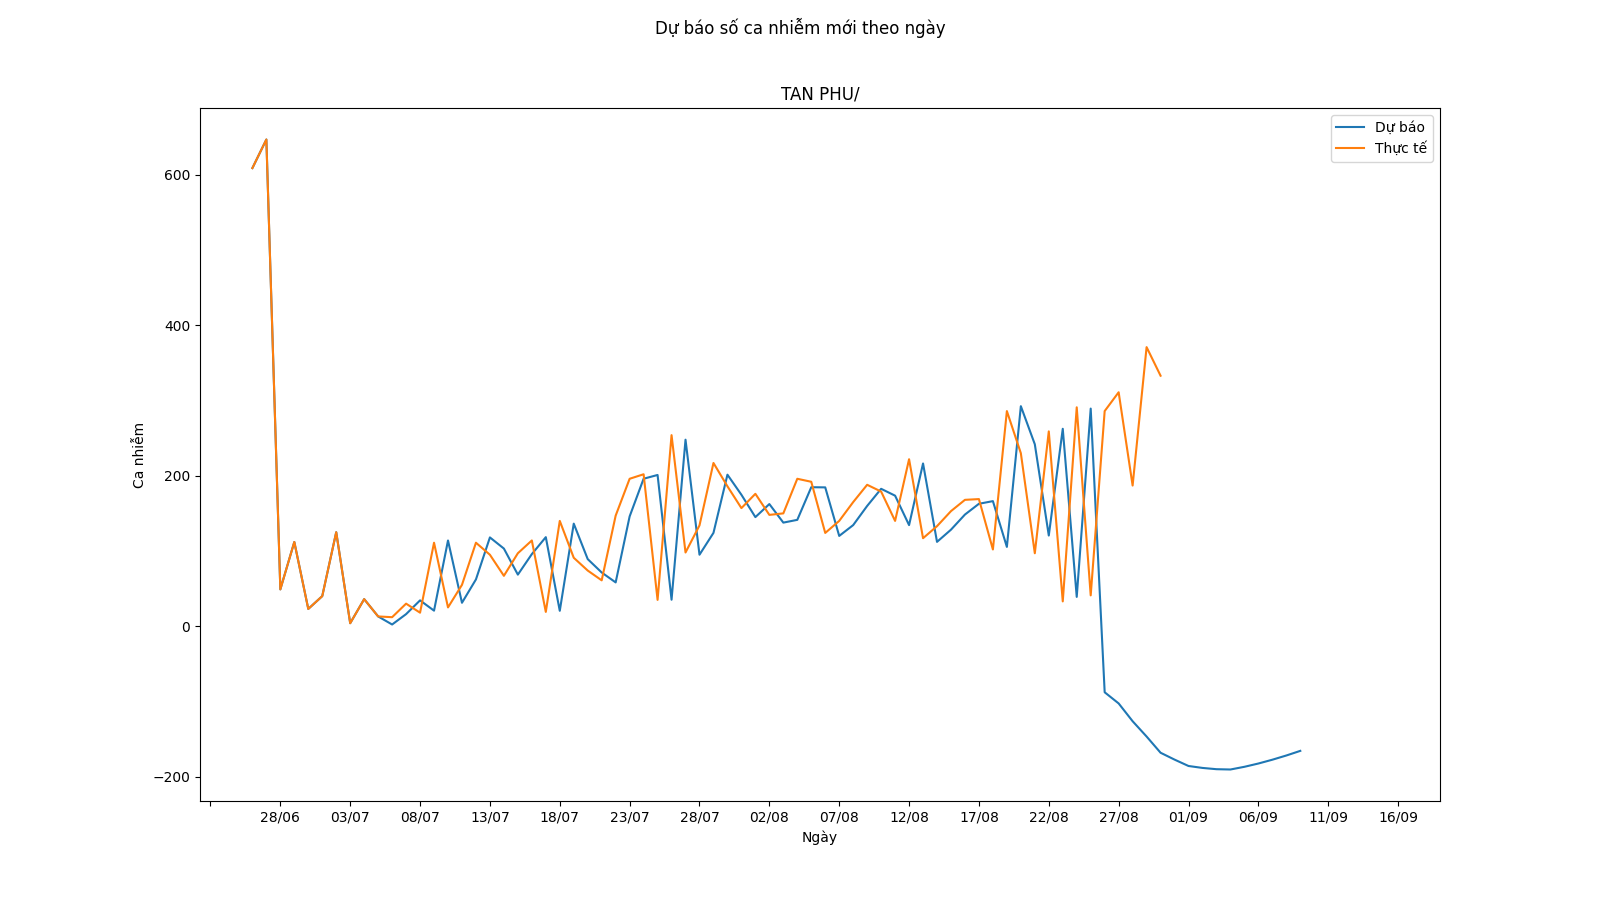 Dự báo số ca nhiễm mới theo ngày
TAN PHU/
Dự báo
Thực tế
600
400
200
0
−200
Ca nhiễm
28/06 03/07 08/07 13/07 18/07 23/07 28/07 02/08 07/08 12/08 17/08 22/08 27/08 01/09 06/09 11/09 16/09
Ngày